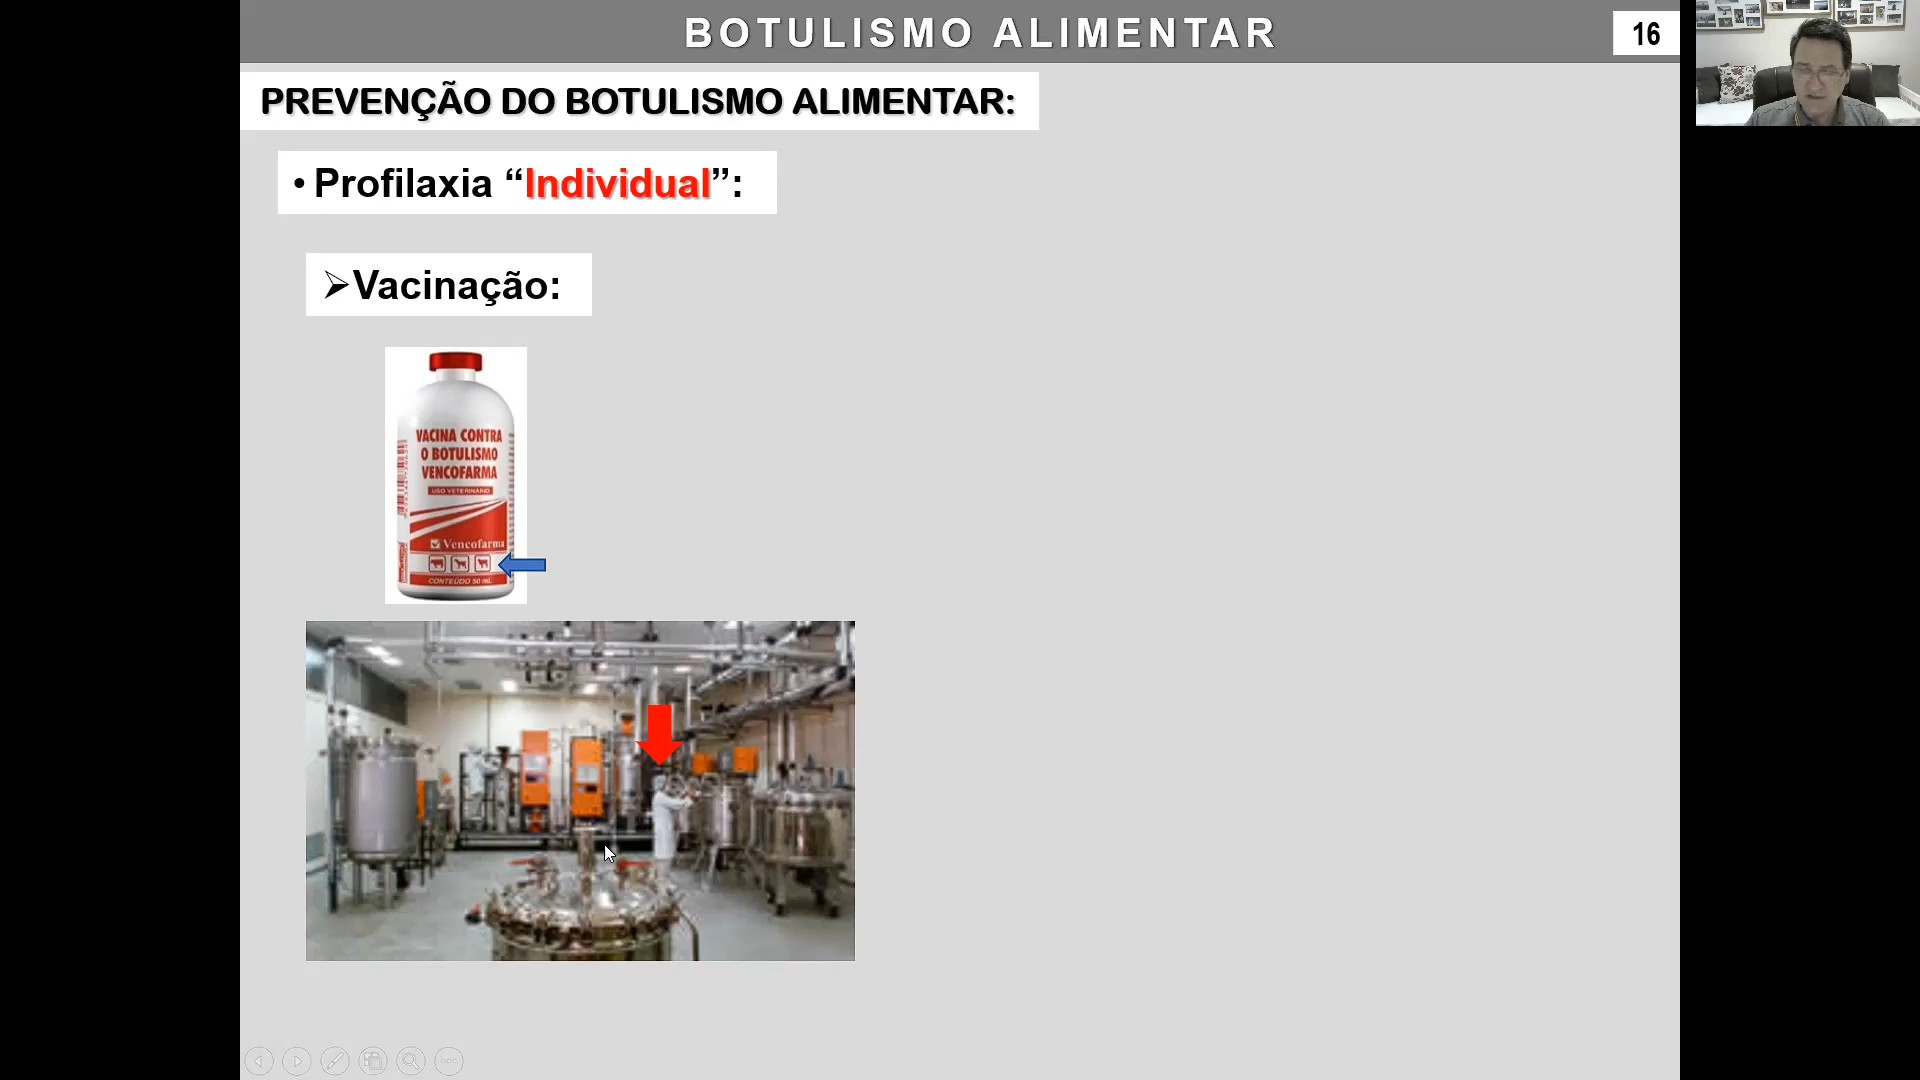 BOTULISMO ALIMENTAR
16
PREVENÇÃO DO BOTULISMO ALIMENTAR:
• Profilaxia “Individual”:
➢Vacinação:
VACINA CONTRA
O BOTULISMO
VENCOFARMA
USO VETERINÁRIO
Vencofarma
CONTEÚDO 50 mL